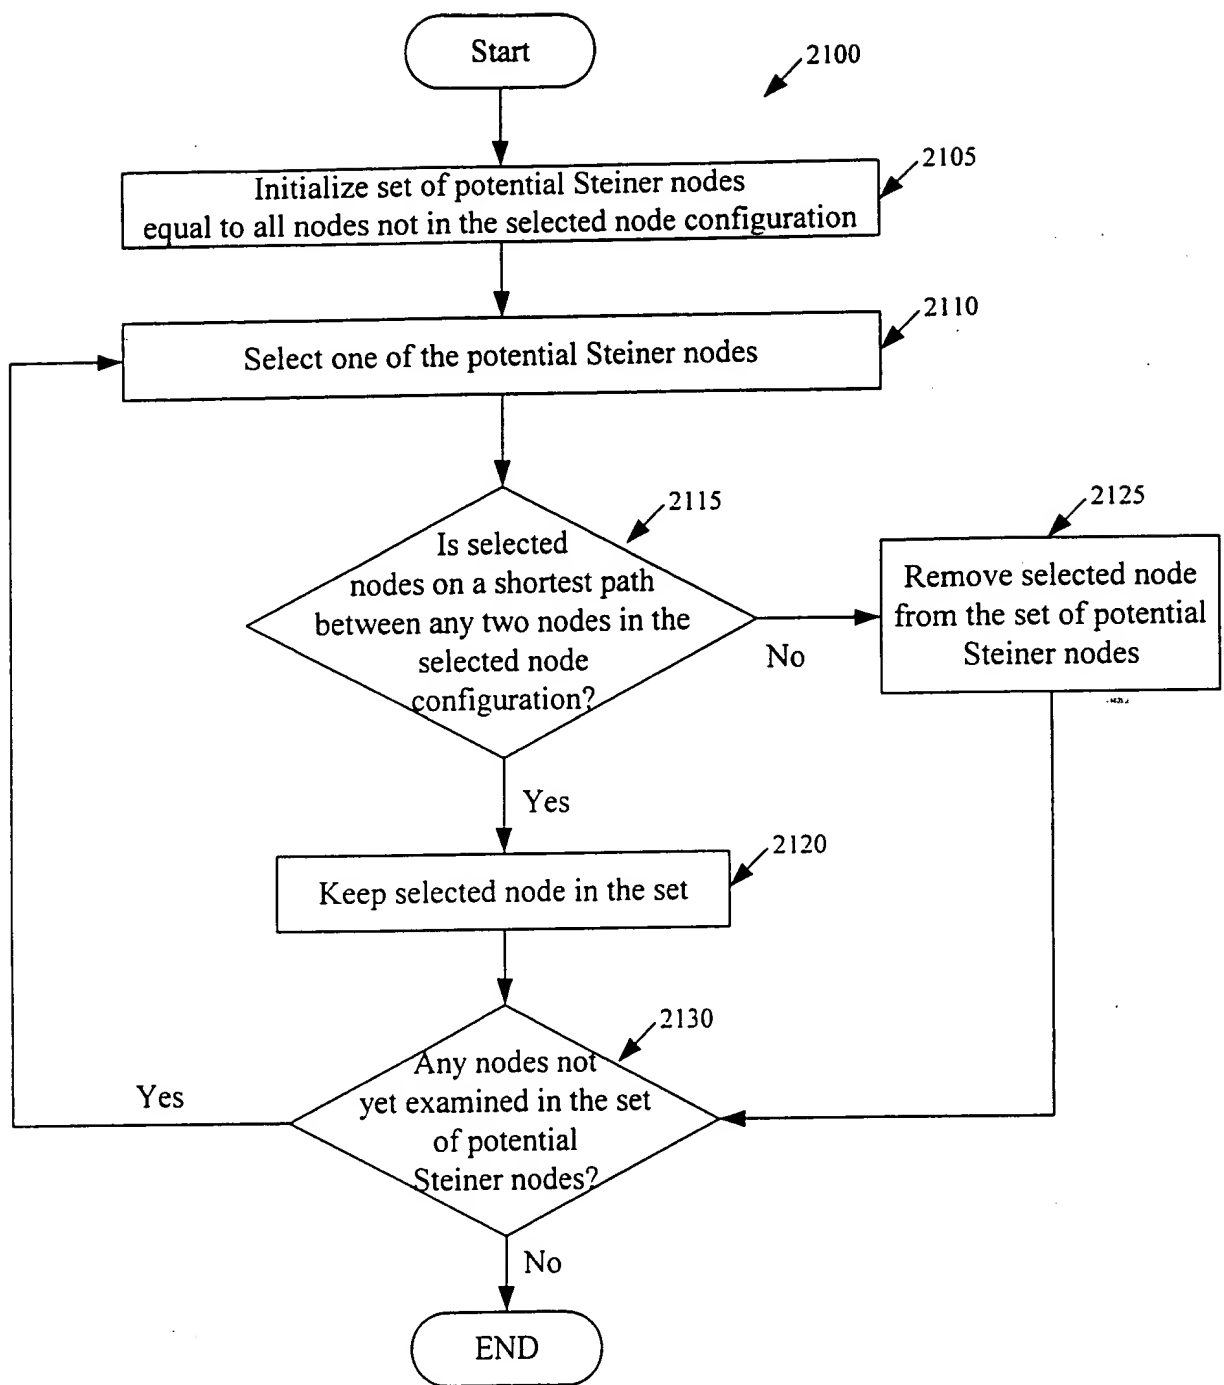 Start
2100
2105
Initialize set of potential Steiner nodes
equal to all nodes not in the selected node configuration
2110
Select one of the potential Steiner nodes
2115
Is selected
nodes on a shortest path
between any two nodes in the
selected node
configuration?
No
2125
Remove selected node
from the set of potential
Steiner nodes
Yes
2120
Keep selected node in the set
2130
Any nodes not
yet examined in the set
of potential
Steiner nodes?
Yes
No
END